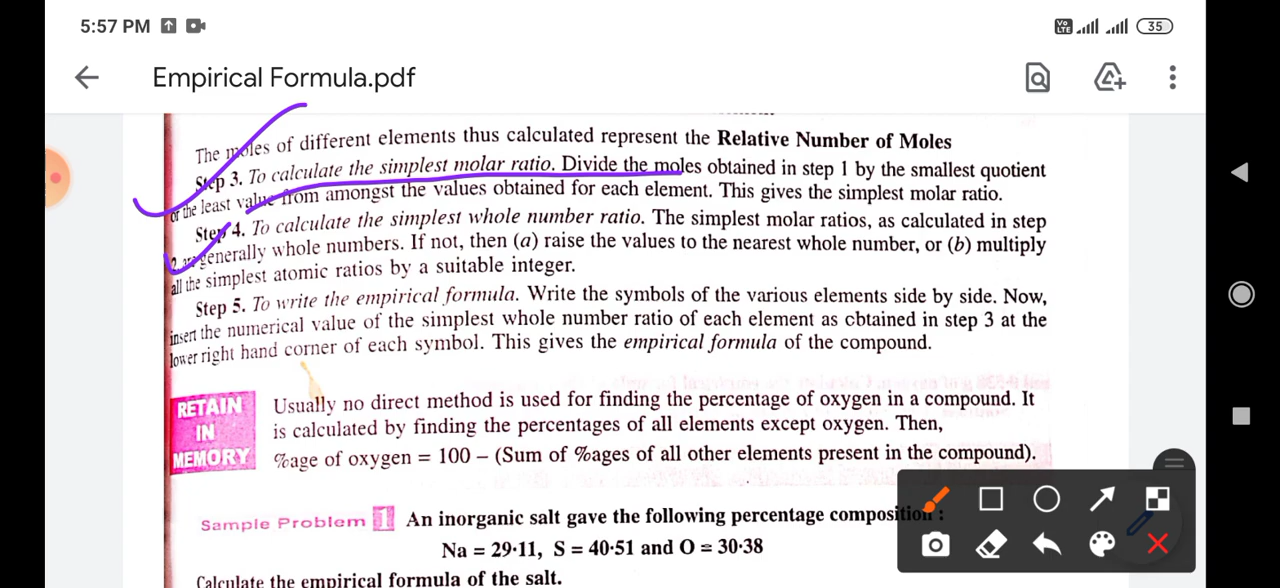 5:57 PM
Vo
LTE
35
Empirical Formula.pdf
The moles of different elements thus calculated represent the Relative Number of Moles
Step 3. To calculate the simplest molar ratio. Divide the moles obtained in step 1 by the smallest quotient
or the least value from amongst the values obtained for each element. This gives the simplest molar ratio.
Step 4. To calculate the simplest whole number ratio. The simplest molar ratios, as calculated in step
2, are generally whole numbers. If not, then (a) raise the values to the nearest whole number, or (b) multiply
all the simplest atomic ratios by a suitable integer.
Step 5. To write the empirical formula. Write the symbols of the various elements side by side. Now,
insert the numerical value of the simplest whole number ratio of each element as obtained in step 3 at the
lower right hand corner of each symbol. This gives the empirical formula of the compound.
RETAIN
IN
MEMORY
Usually no direct method is used for finding the percentage of oxygen in a compound. It
is calculated by finding the percentages of all elements except oxygen. Then,
%age of oxygen = 100 − (Sum of %ages of all other elements present in the compound).
Sample Problem 1 An inorganic salt gave the following percentage composition :
Na = 29·11, S = 40·51 and O = 30·38
Calculate the empirical formula of the salt.